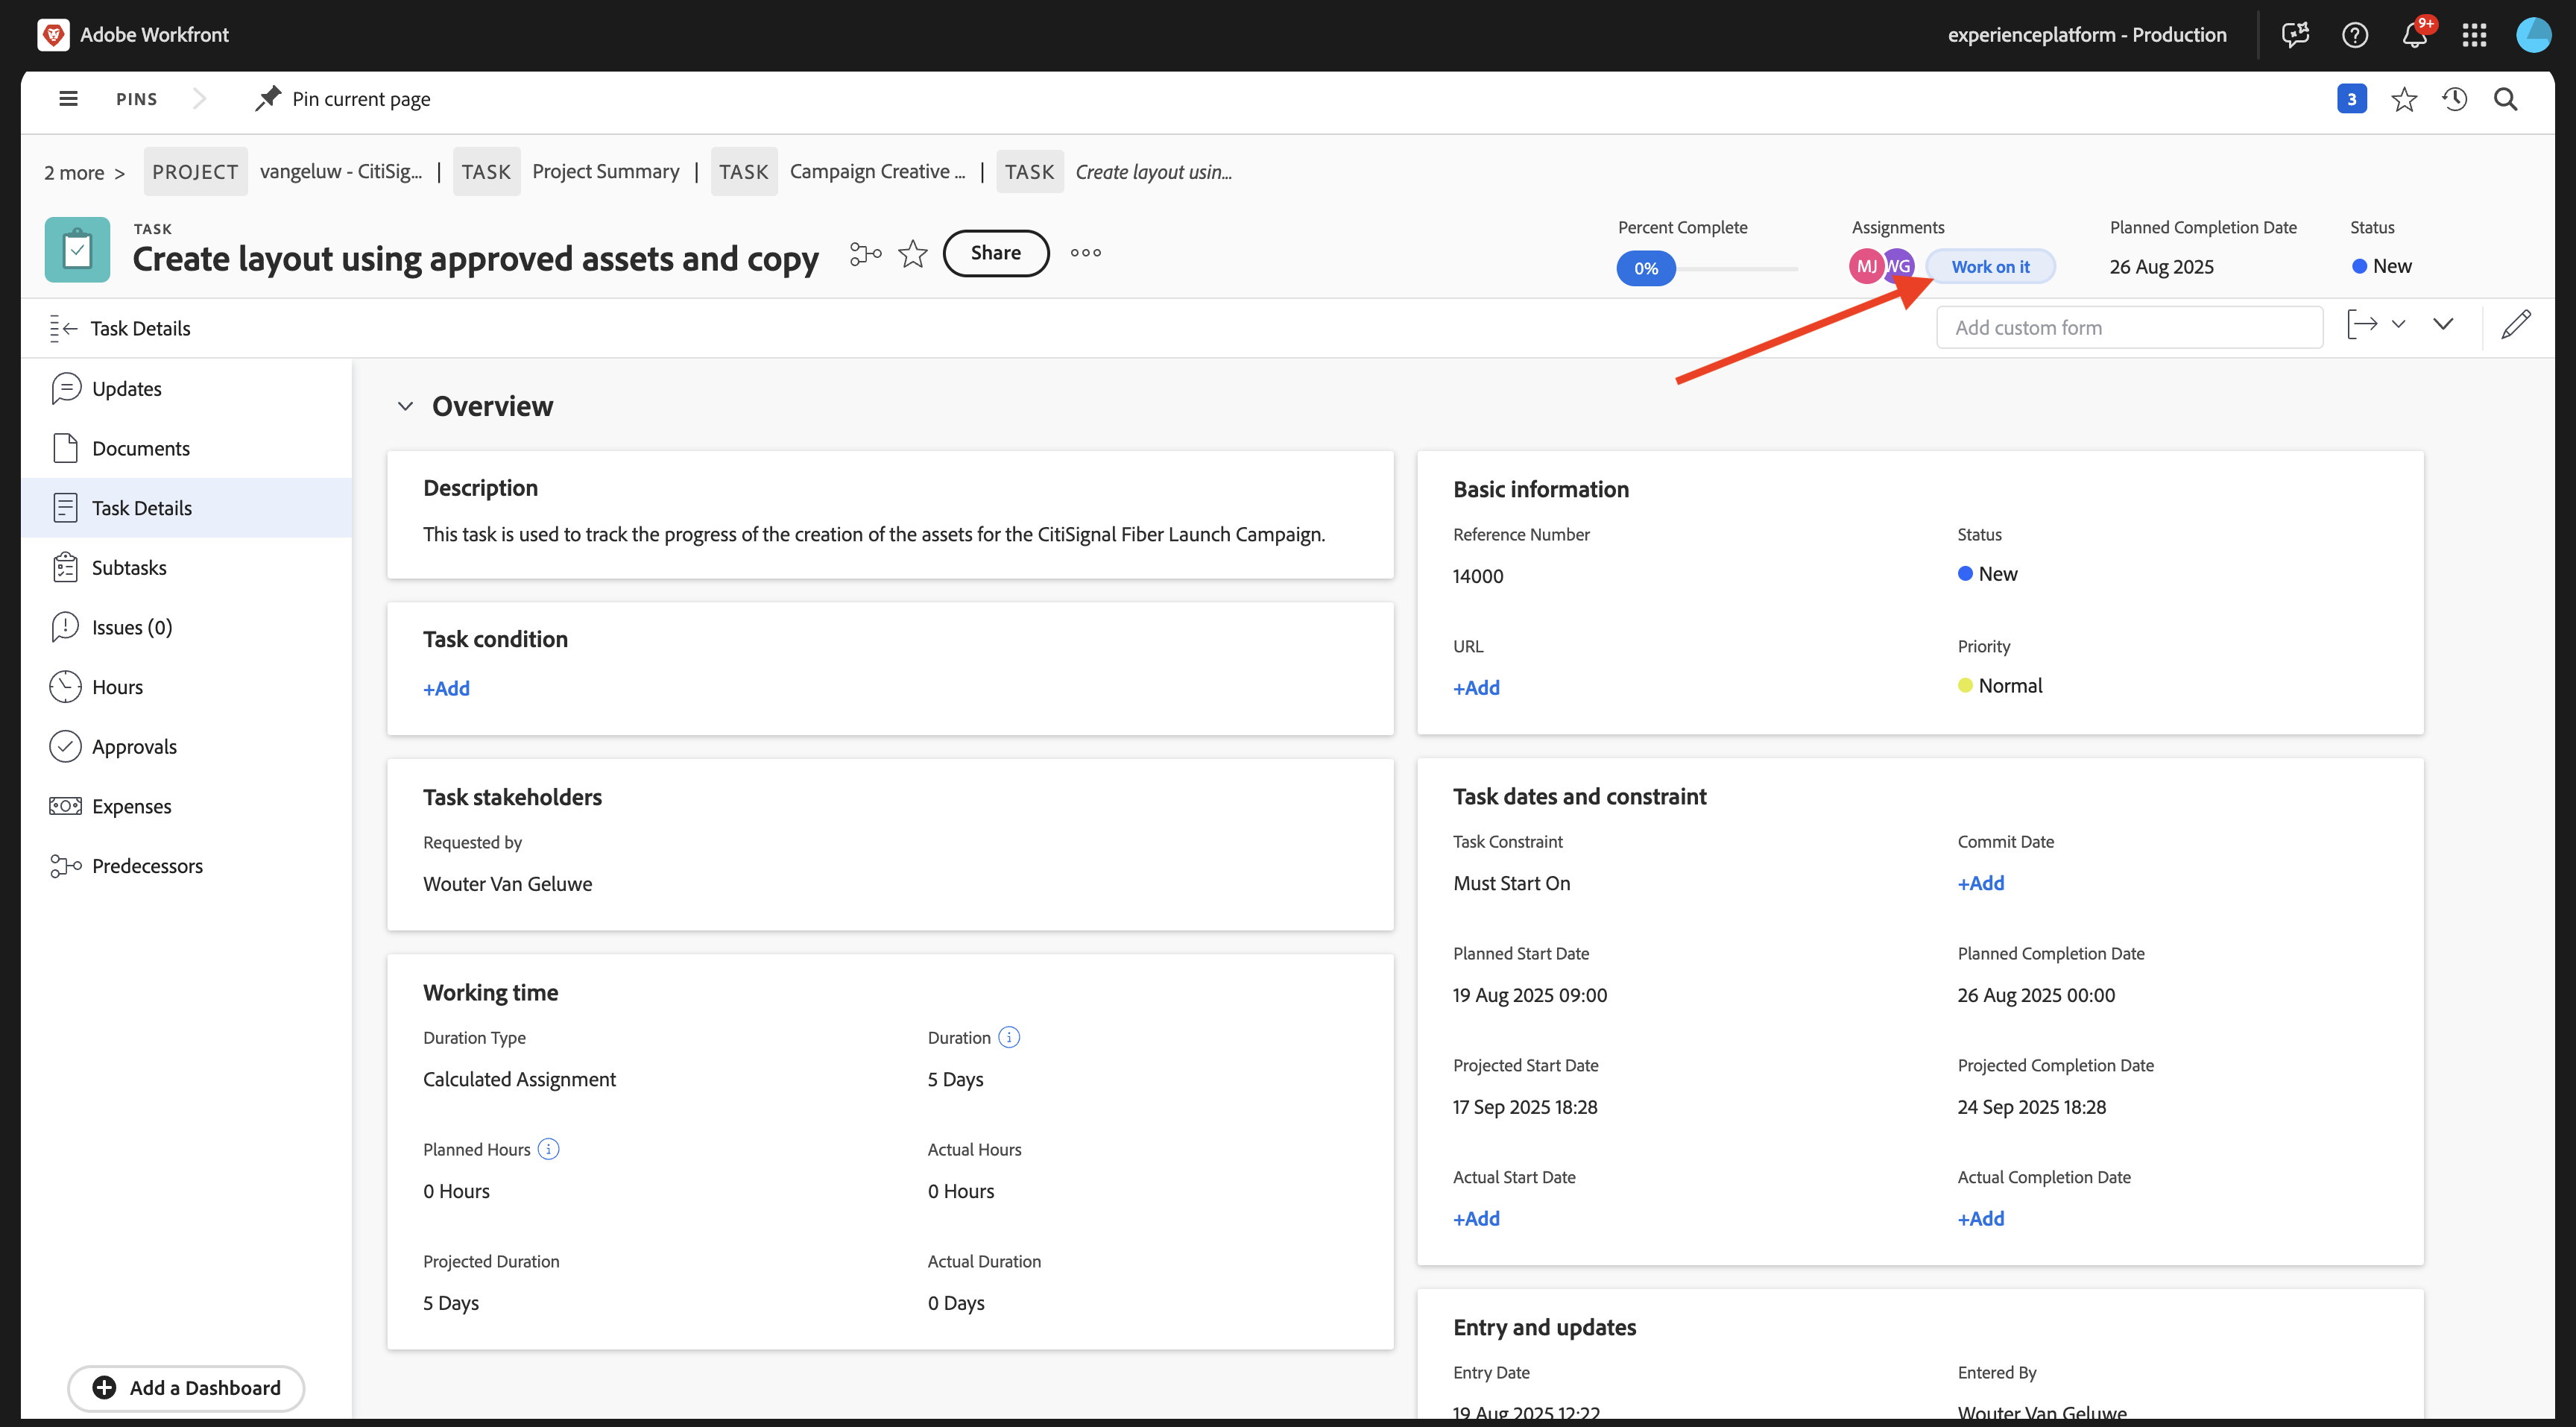 Adobe Workfront
experienceplatform - Production
9+
PINS
Pin current page
3
2 more >
PROJECT vangeluw - CitiSig... | TASK Project Summary | TASK Campaign Creative ... | TASK Create layout usin...
TASK
Create layout using approved assets and copy
Share
Percent Complete
0%
Assignments
MJ WG Work on it
Planned Completion Date
26 Aug 2025
Status
New
Task Details
Add custom form
Updates
Documents
Task Details
Subtasks
Issues (0)
Hours
Approvals
Expenses
Predecessors
Add a Dashboard
Overview
Description
This task is used to track the progress of the creation of the assets for the CitiSignal Fiber Launch Campaign.
Task condition
+Add
Task stakeholders
Requested by
Wouter Van Geluwe
Working time
Duration Type
Calculated Assignment
Duration
5 Days
Planned Hours
0 Hours
Actual Hours
0 Hours
Projected Duration
5 Days
Actual Duration
0 Days
Basic information
Reference Number
14000
Status
New
URL
+Add
Priority
Normal
Task dates and constraint
Task Constraint
Must Start On
Commit Date
+Add
Planned Start Date
19 Aug 2025 09:00
Planned Completion Date
26 Aug 2025 00:00
Projected Start Date
17 Sep 2025 18:28
Projected Completion Date
24 Sep 2025 18:28
Actual Start Date
+Add
Actual Completion Date
+Add
Entry and updates
Entry Date
19 Aug 2025 12:22
Entered By
Wouter Van Geluwe